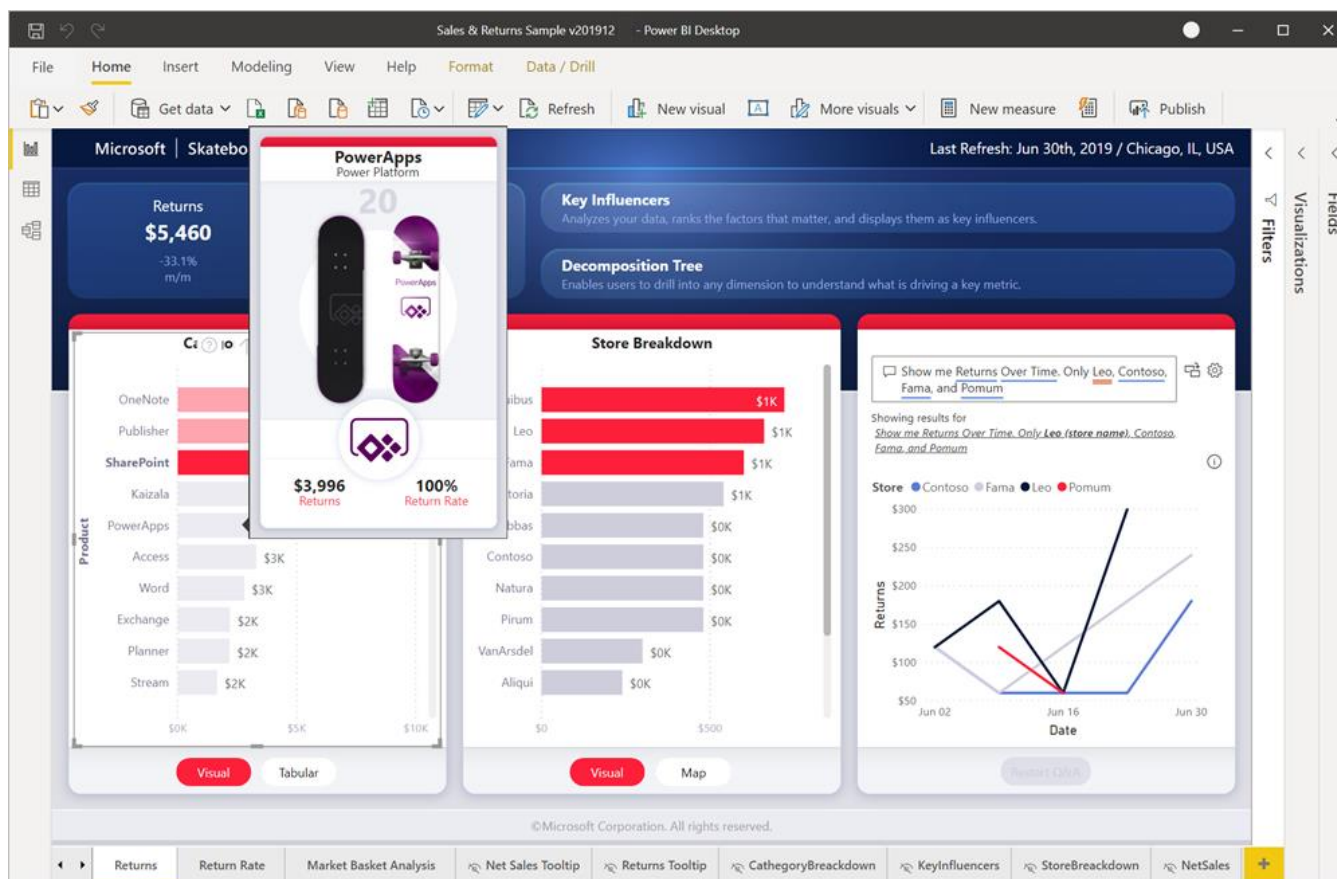 Sales & Returns Sample v201912 - Power BI Desktop
File Home Insert Modeling View Help Format Data / Drill
Get data Refresh New visual More visuals New measure Publish
Microsoft | Skatebo
Last Refresh: Jun 30th, 2019 / Chicago, IL, USA
Returns
$5,460
-33.1%
m/m
Key Influencers
Analyzes your data, ranks the factors that matter, and displays them as key influencers.
Decomposition Tree
Enables users to drill into any dimension to understand what is driving a key metric.
Filters
Visualizations
Fields
PowerApps
Power Platform
20
PowerApps
$3,996
Returns
100%
Return Rate
Product
OneNote
Publisher
SharePoint
Kaizala
PowerApps
Access $3K
Word $3K
Exchange $2K
Planner $2K
Stream $2K
$0K $5K $10K
Visual Tabular
Store Breakdown
ibus $1K
Leo $1K
Fama $1K
toria $1K
bbas $0K
Contoso $0K
Natura $0K
Pirum $0K
VanArsdel $0K
Aliqui $0K
$0 $500
Visual Map
Show me Returns Over Time. Only Leo, Contoso,
Fama, and Pomum
Showing results for
Show me Returns Over Time. Only Leo (store name), Contoso,
Fama, and Pomum
Store Contoso Fama Leo Pomum
Returns
$300
$250
$200
$150
$100
$50
Jun 02 Jun 16 Jun 30
Date
Restart Q&A
©Microsoft Corporation. All rights reserved.
Returns Return Rate Market Basket Analysis Net Sales Tooltip Returns Tooltip CathegoryBreackdown KeyInfluencers StoreBreackdown NetSales